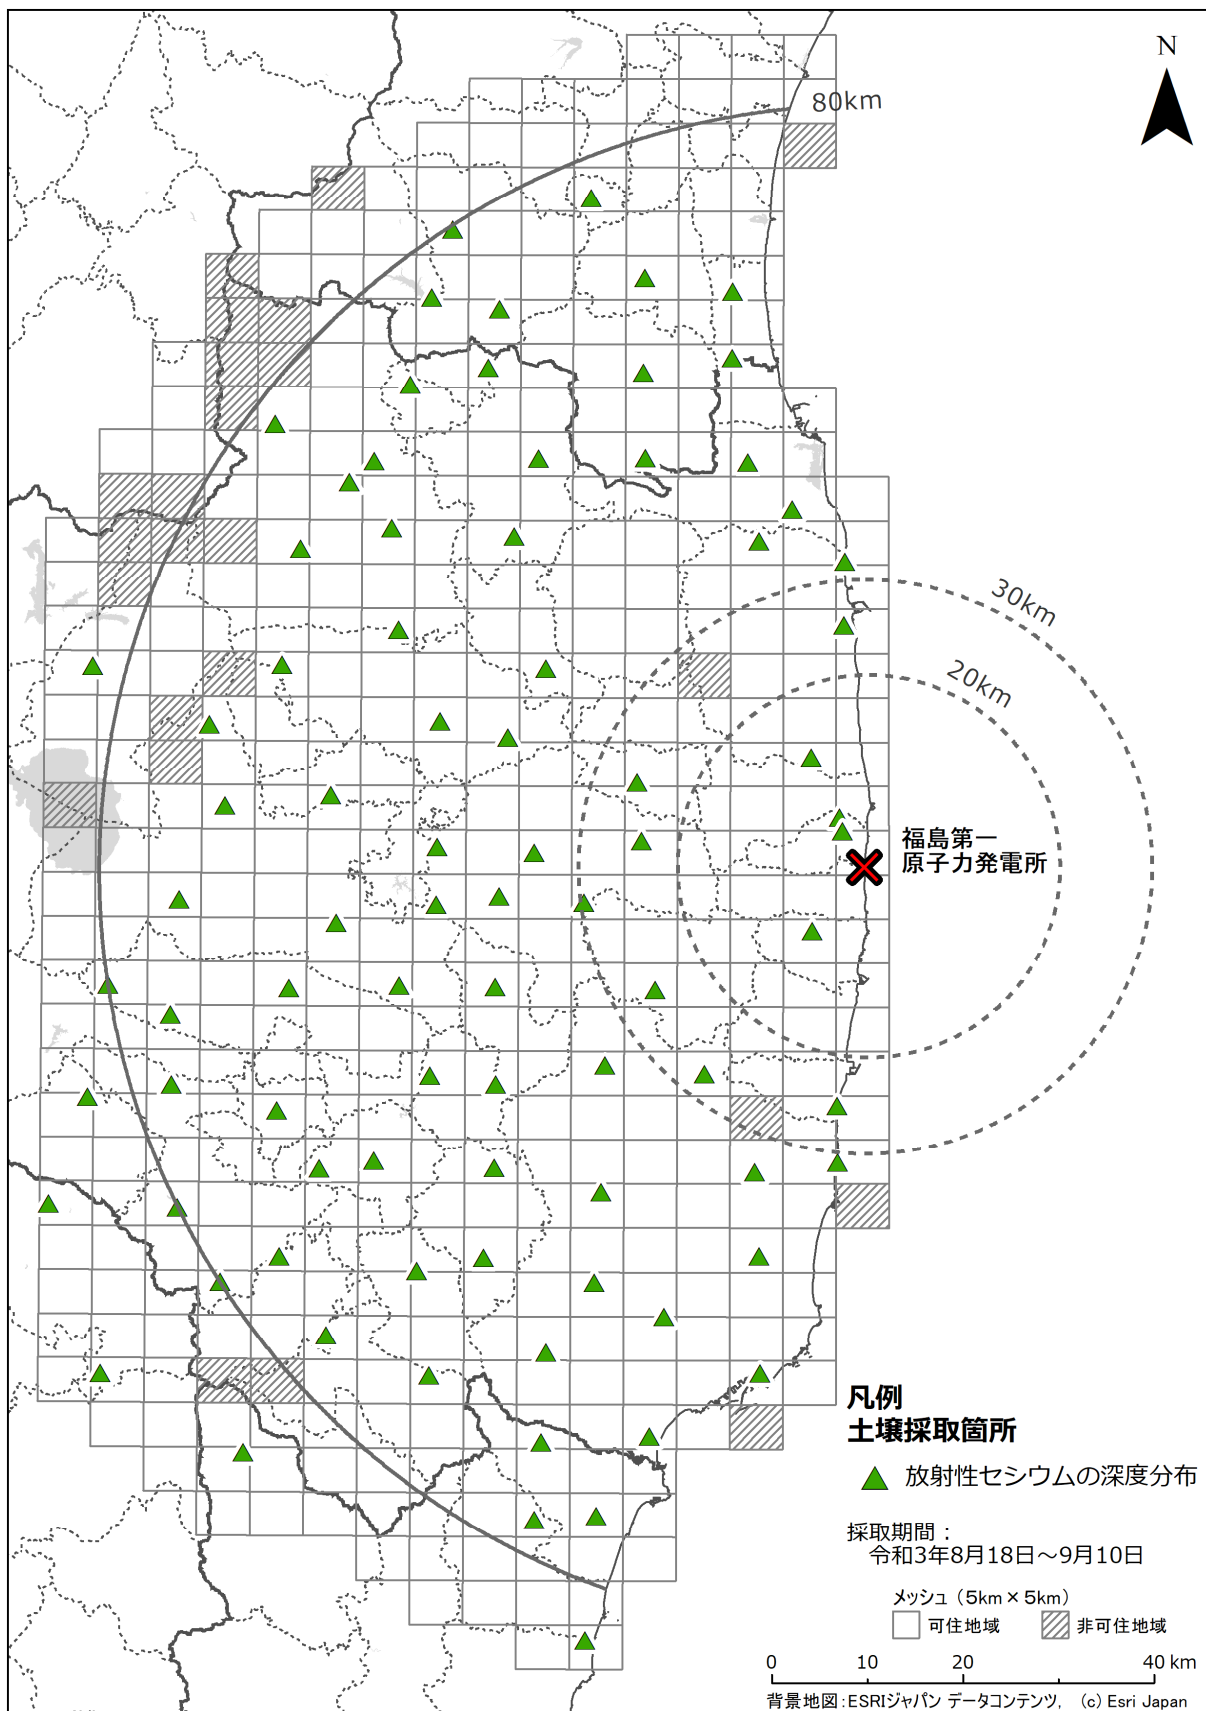 N
80km
30km
20km
福島第一
原子力発電所
凡例
土壌採取箇所
放射性セシウムの深度分布
採取期間：
令和3年8月18日～9月10日
メッシュ（5km×5km）
可住地域 非可住地域
0 10 20 40 km
背景地図：ESRIジャパン データコンテンツ， (c) Esri Japan